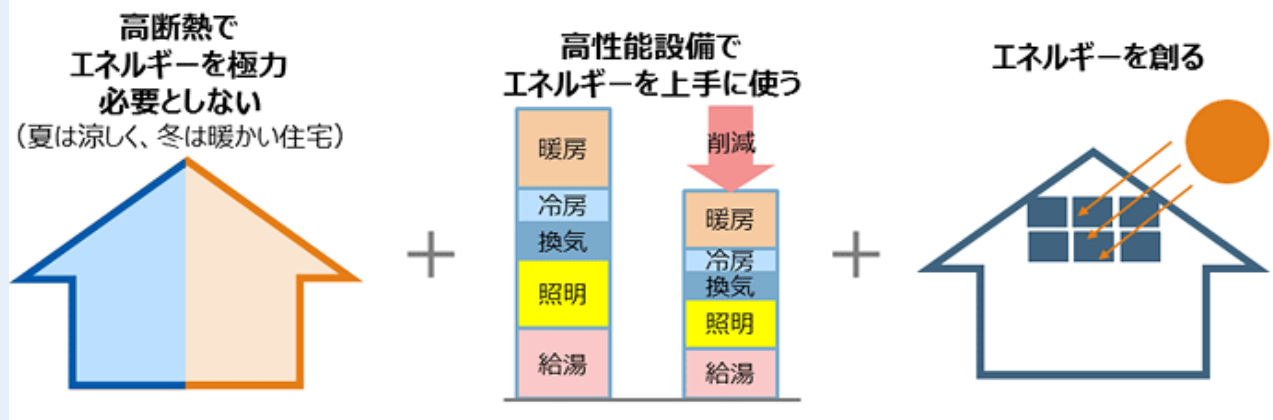 高断熱で
エネルギーを極力
必要としない
（夏は涼しく、冬は暖かい住宅）
高性能設備で
エネルギーを上手に使う
暖房
冷房
換気
照明
給湯
削減
暖房
冷房
換気
照明
給湯
エネルギーを創る